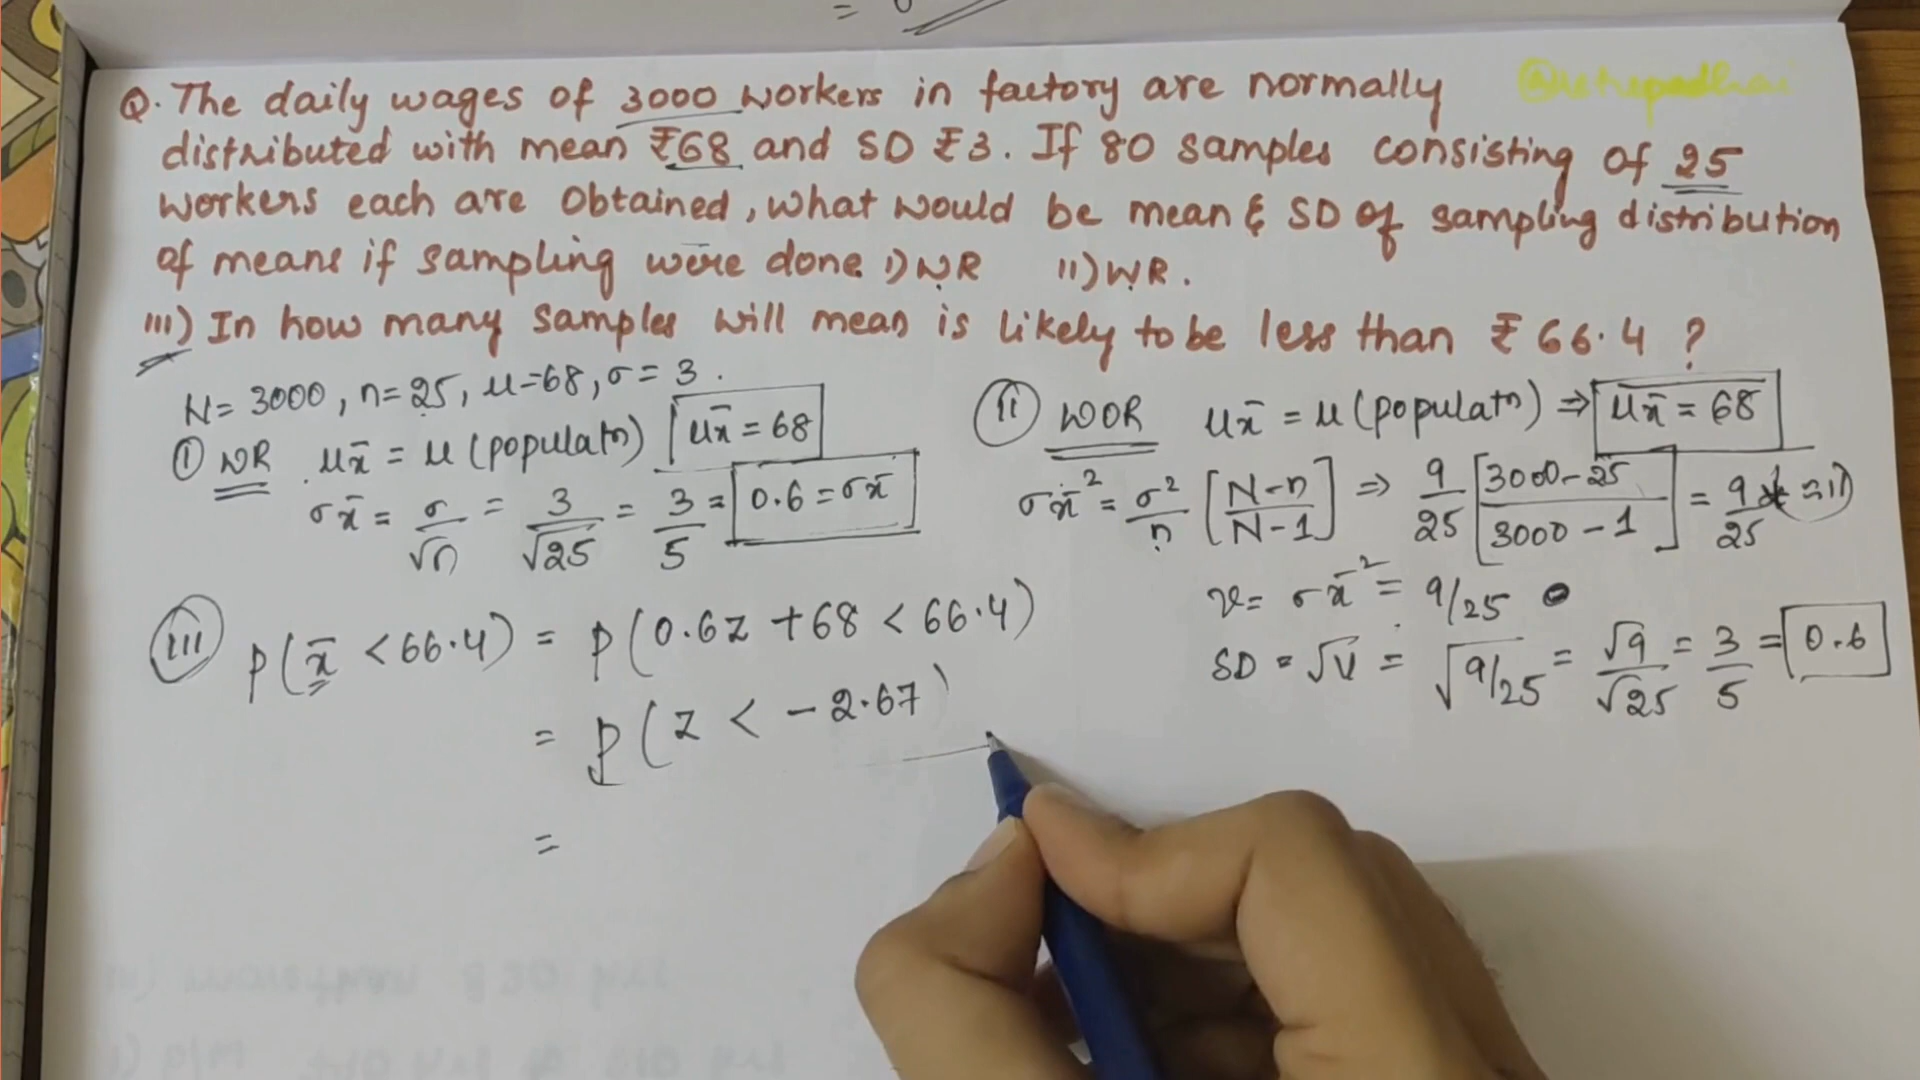 Q. The daily wages of 3000 workers in factory are normally
distributed with mean ₹68 and SD ₹3. If 80 samples consisting of 25
workers each are obtained, what would be mean & SD of sampling distribution
of means if sampling were done 1) WR 11) WR.
111) In how many samples will mean is likely to be less than ₹66.4 ?
N= 3000, n=25, μ=68, σ=3.
① WR μx̄ = μ (populatn) μx̄ = 68
σx̄ = σ/√n = 3/√25 = 3/5 = 0.6 = σx̄
ⅱ WOR μx̄ = μ (populatn) ⇒ μx̄ = 68
σx̄² = σ²/n [N-n/N-1] ⇒ 9/25 [3000-25/3000-1] = 9/25
v= σx̄² = 9/25
SD = √V = √9/25 = √9/√25 = 3/5 = 0.6
iii P(x̄ <66.4) = P(0.6z +68 < 66.4)
= P(z < -2.67)
=